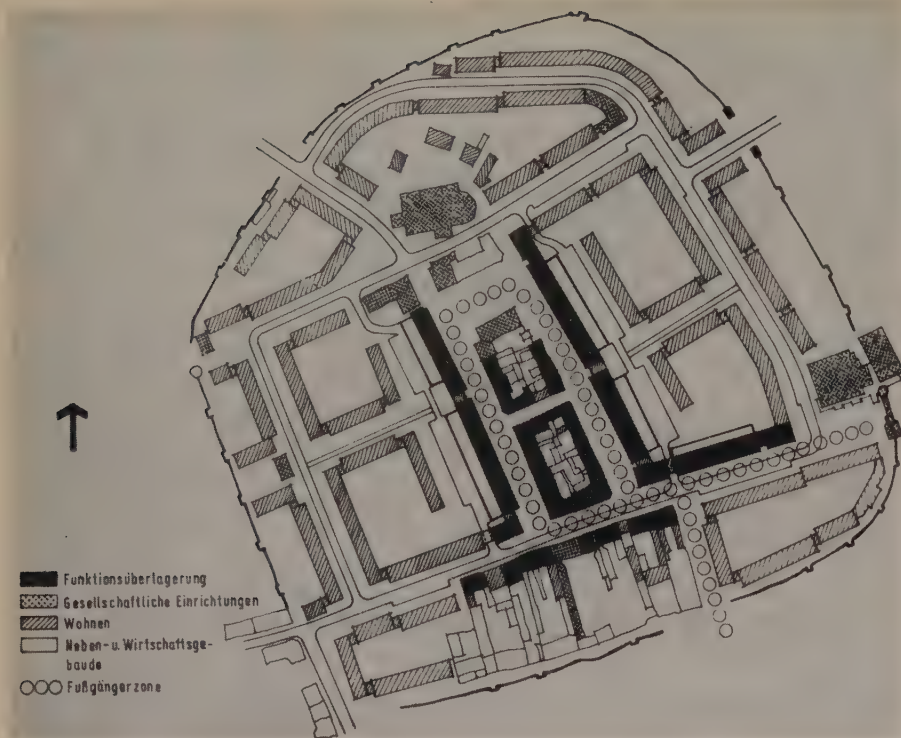 Funktionsüberlagerung
Gesellschaftliche Einrichtungen
Wohnen
Neben- u. Wirtschaftsge-
baude
Fußgängerzone